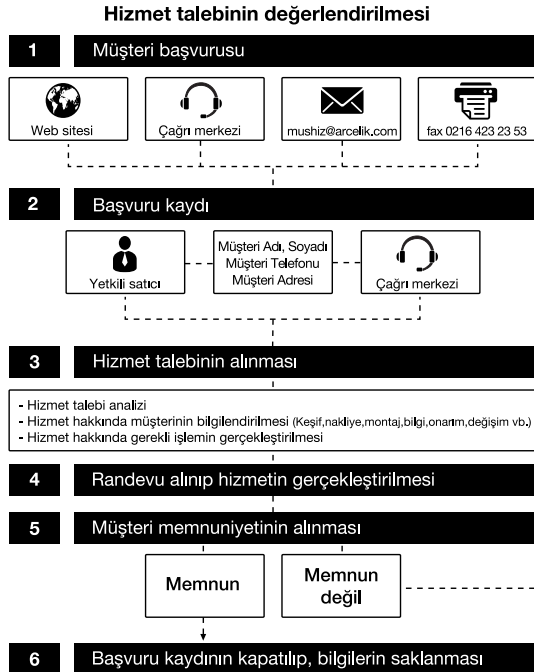 Hizmet talebinin değerlendirilmesi
1 Müşteri başvurusu
Web sitesi
Çağrı merkezi
mushiz@arcelik.com
fax 0216 423 23 53
2 Başvuru kaydı
Yetkili satıcı
Müşteri Adı, Soyadı
Müşteri Telefonu
Müşteri Adresi
Çağrı merkezi
3 Hizmet talebinin alınması
- Hizmet talebi analizi
- Hizmet hakkında müşterinin bilgilendirilmesi (Keşif,nakliye,montaj,bilgi,onarım,değişim vb.)
- Hizmet hakkında gerekli işlemin gerçekleştirilmesi
4 Randevu alınıp hizmetin gerçekleştirilmesi
5 Müşteri memnuniyetinin alınması
Memnun
Memnun
değil
6 Başvuru kaydının kapatılıp, bilgilerin saklanması